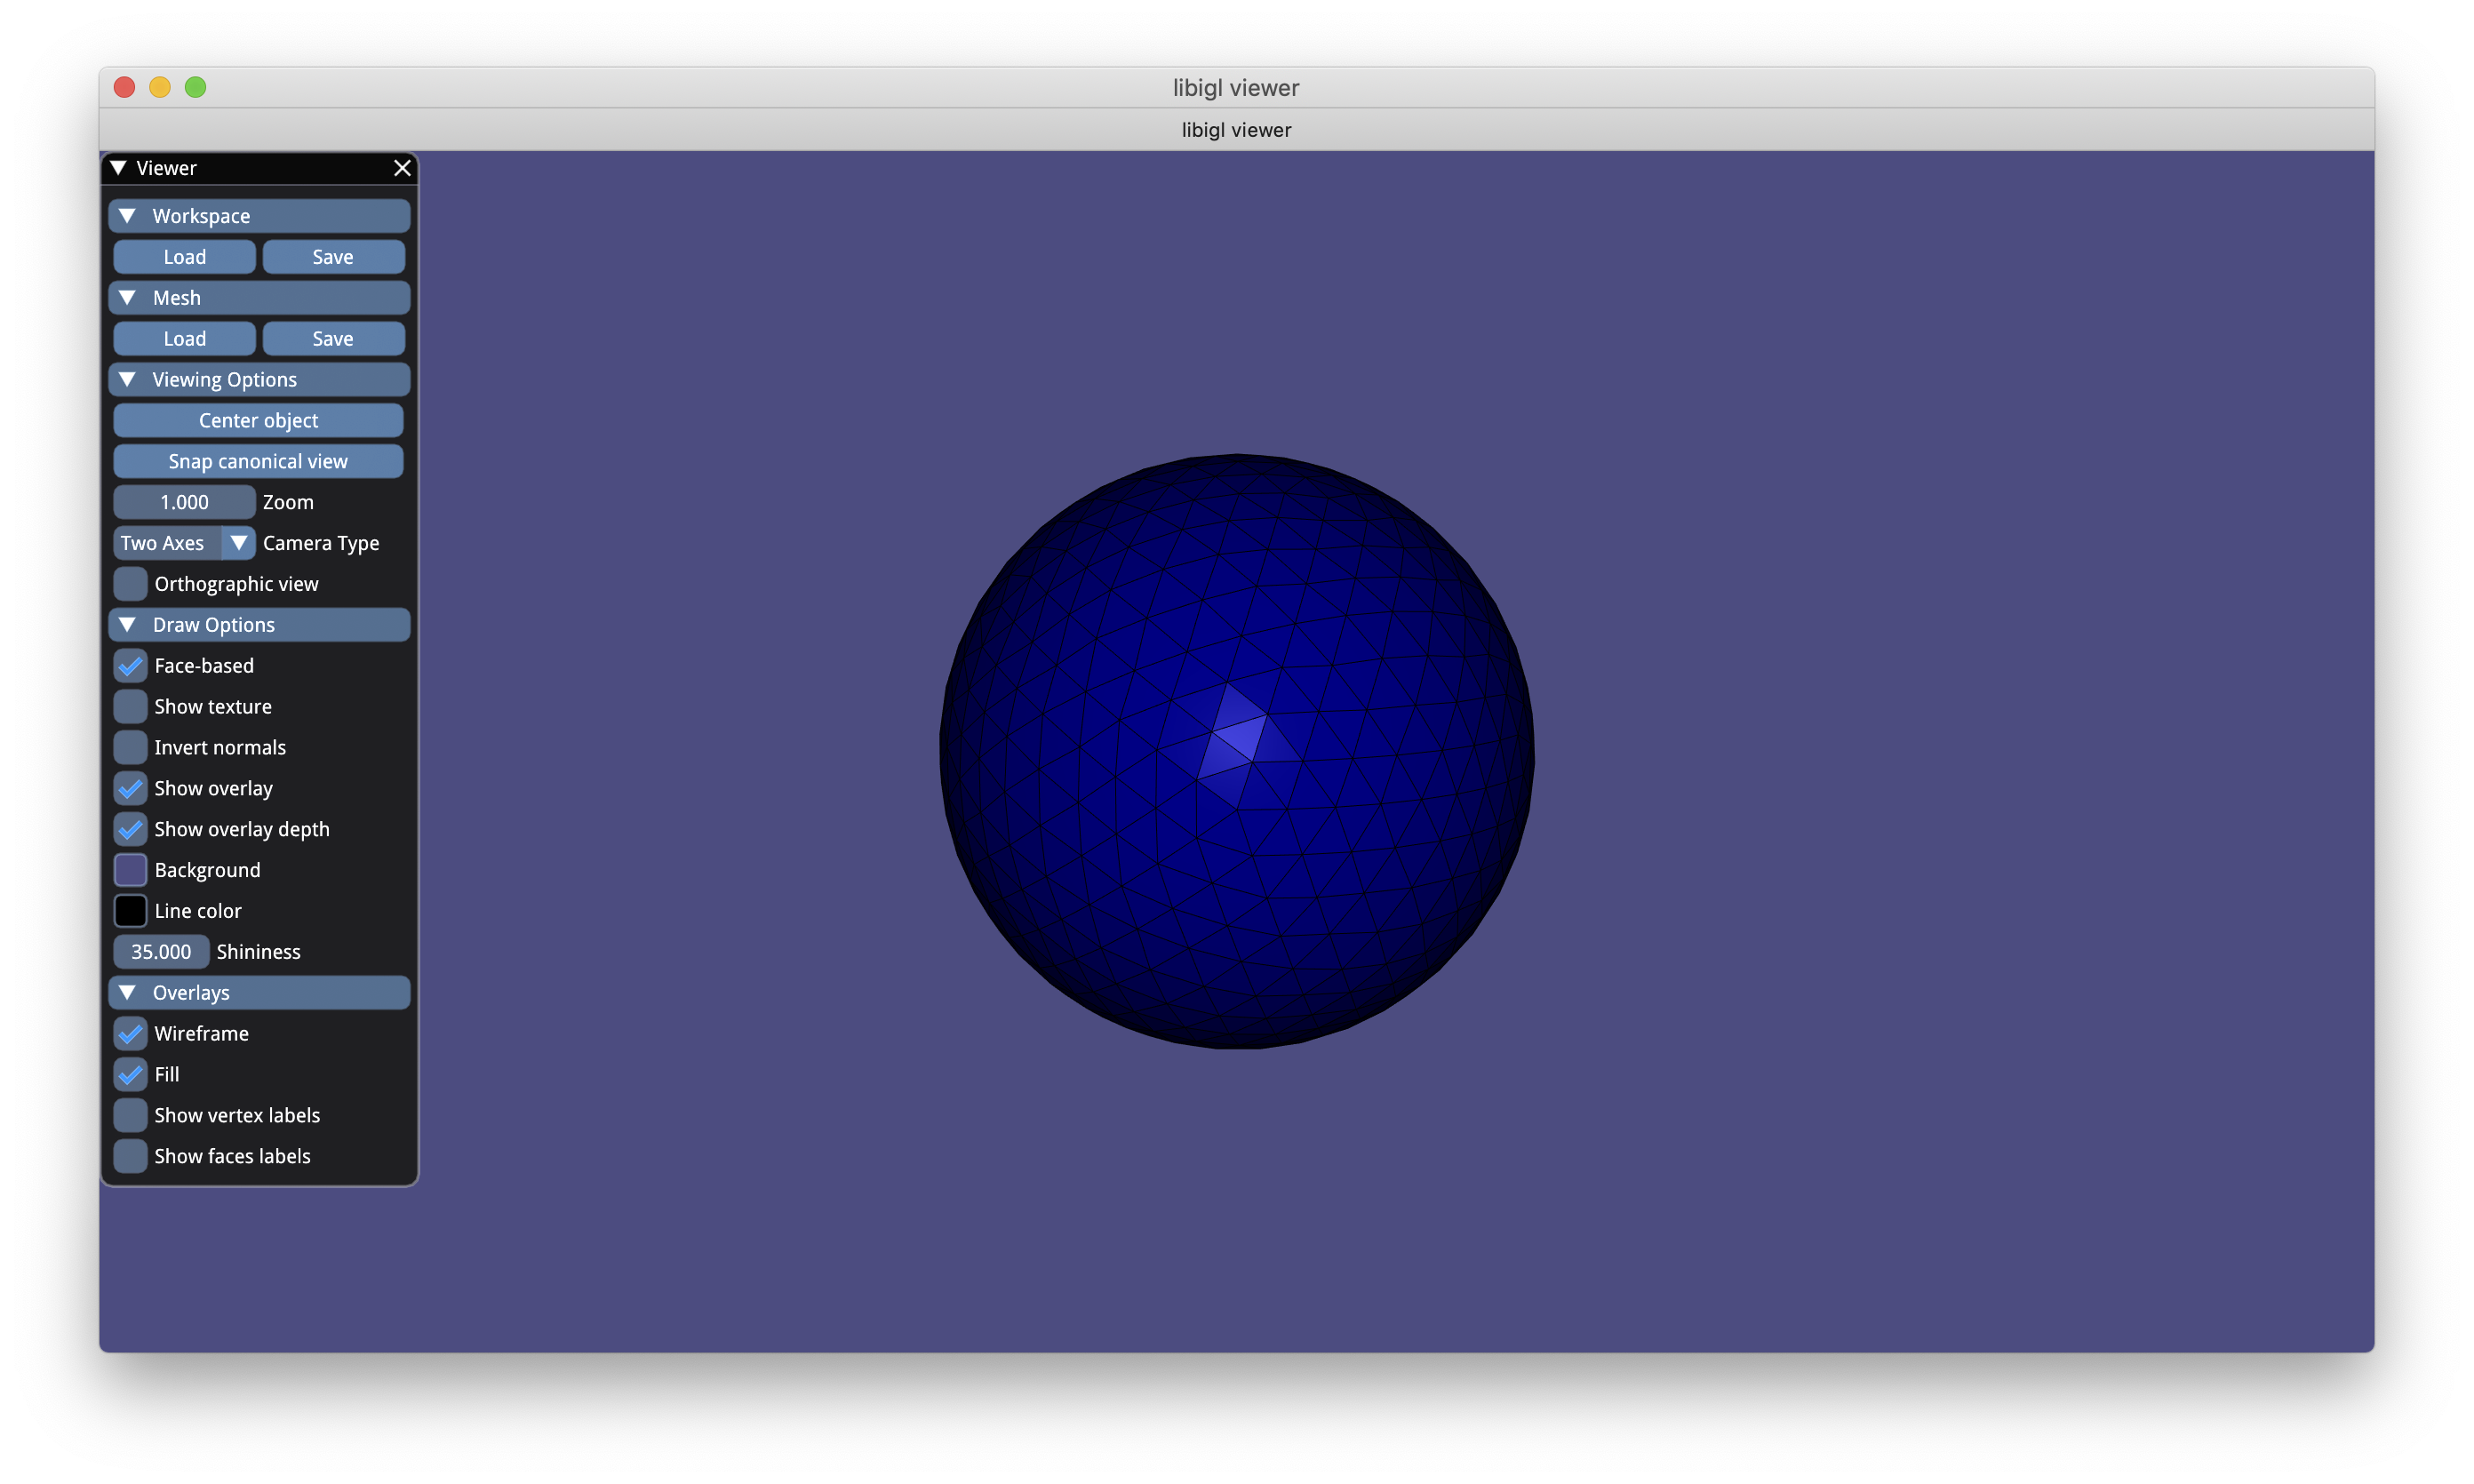 libigl viewer
libigl viewer
Viewer
Workspace
Load Save
Mesh
Load Save
Viewing Options
Center object
Snap canonical view
1.000 Zoom
Two Axes Camera Type
Orthographic view
Draw Options
Face-based
Show texture
Invert normals
Show overlay
Show overlay depth
Background
Line color
35.000 Shininess
Overlays
Wireframe
Fill
Show vertex labels
Show faces labels